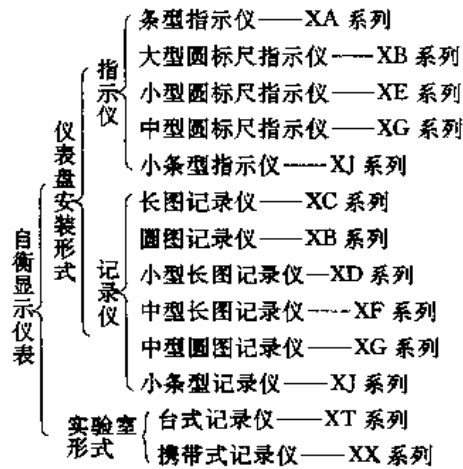 自衡显示仪表
仪表盘安装形式
指示仪
条型指示仪——XA 系列
大型圆标尺指示仪——XB 系列
小型圆标尺指示仪——XE 系列
中型圆标尺指示仪——XG 系列
小条型指示仪——XJ 系列
记录仪
长图记录仪——XC 系列
圆图记录仪——XB 系列
小型长图记录仪—XD 系列
中型长图记录仪——XF 系列
中型圆图记录仪——XG 系列
小条型记录仪——XJ 系列
实验室
形式
台式记录仪——XT 系列
携带式记录仪——XX 系列